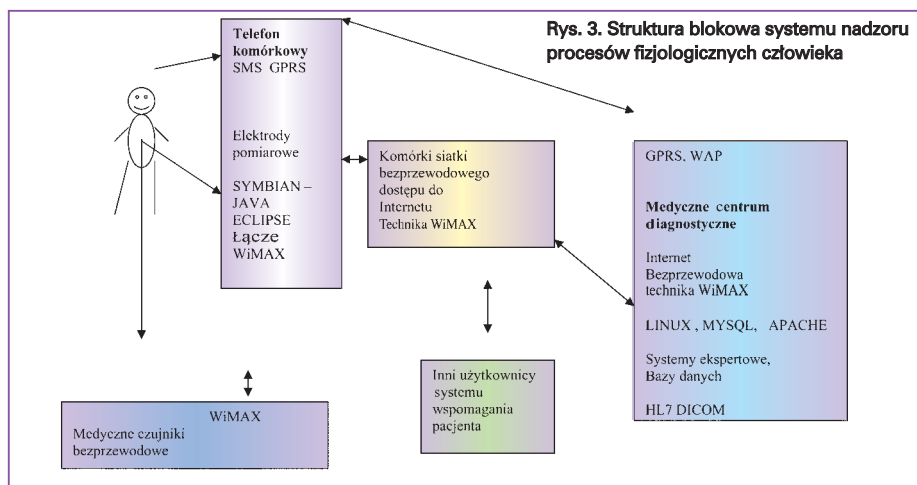 Rys. 3. Struktura blokowa systemu nadzoru
procesów fizjologicznych człowieka
Telefon
komórkowy
SMS GPRS
Elektrody
pomiarowe
SYMBIAN –
JAVA
ECLIPSE
Łącze
WiMAX
Komórki siatki
bezprzewodowego
dostępu do
Internetu
Technika WiMAX
GPRS, WAP
Medyczne centrum
diagnostyczne
Internet
Bezprzewodowa
technika WiMAX
LINUX , MYSQL, APACHE
Systemy ekspertowe,
Bazy danych
HL7 DICOM
Inni użytkownicy
systemu
wspomagania
pacjenta
WiMAX
Medyczne czujniki
bezprzewodowe